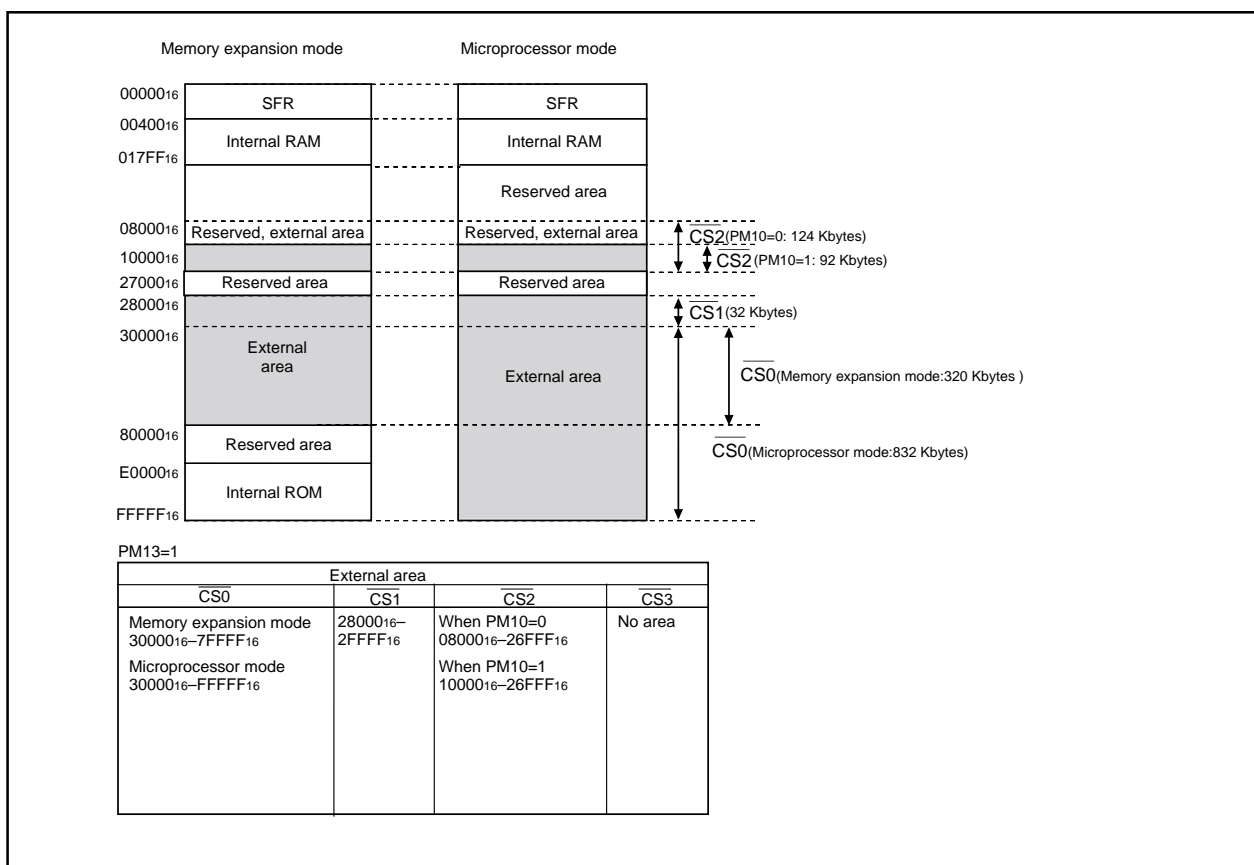 Memory expansion mode
Microprocessor mode
00000₁₆
SFR
SFR
00400₁₆
Internal RAM
Internal RAM
017FF₁₆
Reserved area
08000₁₆
Reserved, external area
Reserved, external area
CS2(PM10=0: 124 Kbytes)
10000₁₆
CS2 (PM10=1: 92 Kbytes)
27000₁₆
Reserved area
Reserved area
28000₁₆
CS1(32 Kbytes)
30000₁₆
External
area
External area
CS0(Memory expansion mode:320 Kbytes )
80000₁₆
Reserved area
CS0(Microprocessor mode:832 Kbytes)
E0000₁₆
Internal ROM
FFFFF₁₆
PM13=1
External area
CS0
CS1
CS2
CS3
Memory expansion mode
30000₁₆–7FFFF₁₆
Microprocessor mode
30000₁₆–FFFFF₁₆
28000₁₆–
2FFFF₁₆
When PM10=0
08000₁₆–26FFF₁₆
When PM10=1
10000₁₆–26FFF₁₆
No area